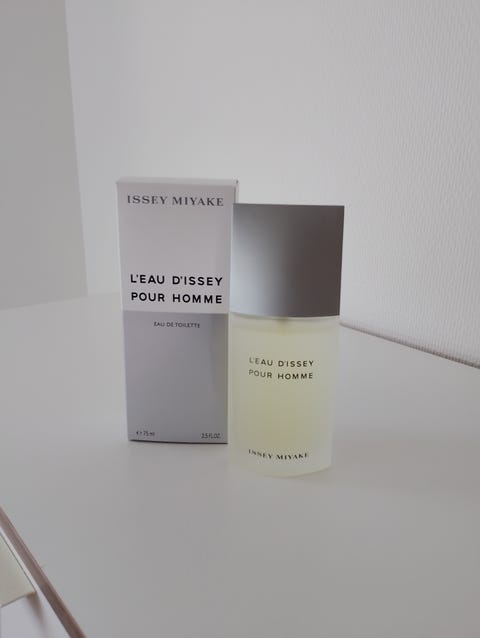 ISSEY MIYAKE
L'EAU D'ISSEY
POUR HOMME
EAU DE TOILETTE
℮ 75 ml 2.5 FL.OZ.
L'EAU D'ISSEY
POUR HOMME
ISSEY MIYAKE